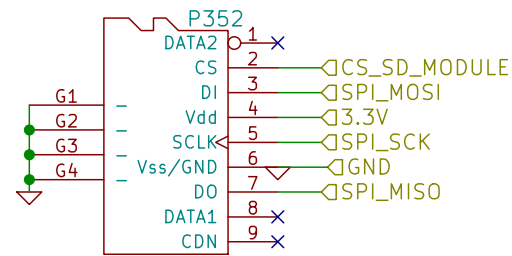 P352
DATA2 1
CS 2 CS_SD_MODULE
G1 DI 3 SPI_MOSI
G2 Vdd 4 3.3V
G3 SCLK 5 SPI_SCK
G4 Vss/GND 6 GND
DO 7 SPI_MISO
DATA1 8
CDN 9